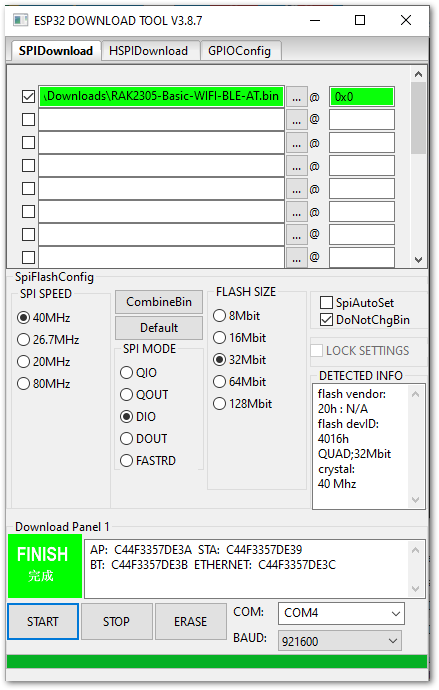 ESP32 DOWNLOAD TOOL V3.8.7
SPIDownload HSPIDownload GPIOConfig
\Downloads\RAK2305-Basic-WIFI-BLE-AT.bin ... @ 0x0
... @
... @
... @
... @
... @
... @
... @
SpiFlashConfig
SPI SPEED
40MHz
26.7MHz
20MHz
80MHz
CombineBin
Default
SPI MODE
QIO
QOUT
DIO
DOUT
FASTRD
FLASH SIZE
8Mbit
16Mbit
32Mbit
64Mbit
128Mbit
SpiAutoSet
DoNotChgBin
LOCK SETTINGS
DETECTED INFO
flash vendor:
20h : N/A
flash devID:
4016h
QUAD;32Mbit
crystal:
40 Mhz
Download Panel 1
FINISH
完成
AP: C44F3357DE3A STA: C44F3357DE39
BT: C44F3357DE3B ETHERNET: C44F3357DE3C
START STOP ERASE
COM: COM4
BAUD: 921600